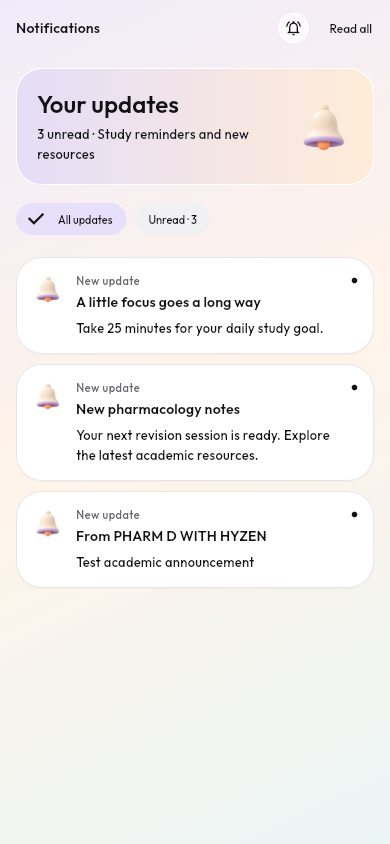 Notifications
Read all
Your updates
3 unread · Study reminders and new
resources
All updates
Unread · 3
New update
A little focus goes a long way
Take 25 minutes for your daily study goal.
New update
New pharmacology notes
Your next revision session is ready. Explore
the latest academic resources.
New update
From PHARM D WITH HYZEN
Test academic announcement